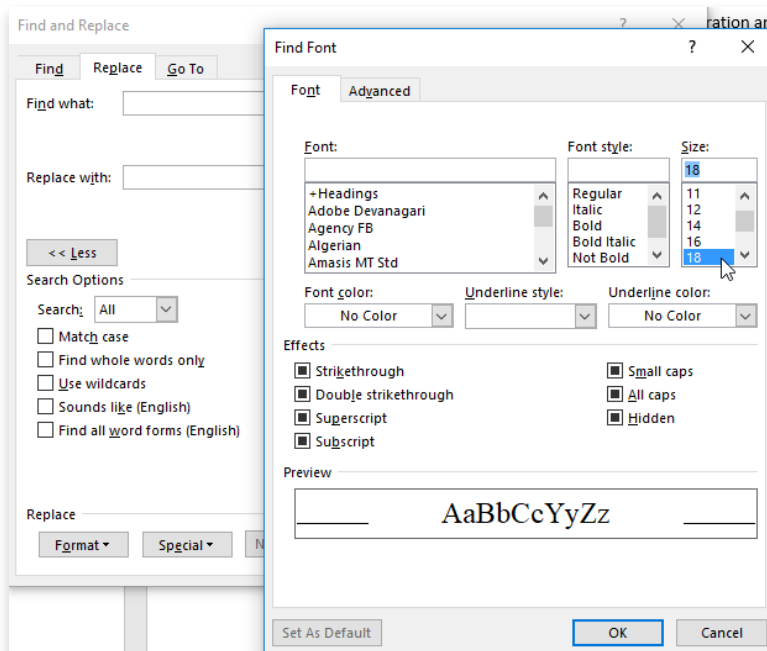 Find and Replace ? ration ar
Find Font ?
Find Replace Go To
Font Advanced
Find what:
Replace with:
Font: Font style: Size:
18
+Headings Regular 11
Adobe Devanagari Italic 12
Agency FB Bold 14
Algerian Bold Italic 16
Amasis MT Std Not Bold 18
<< Less
Search Options
Search: All
Match case
Find whole words only
Use wildcards
Sounds like (English)
Find all word forms (English)
Font color: Underline style: Underline color:
No Color No Color
Effects
Strikethrough Small caps
Double strikethrough All caps
Superscript Hidden
Subscript
Preview
AaBbCcYyZz
Replace
Format Special N
Set As Default OK Cancel